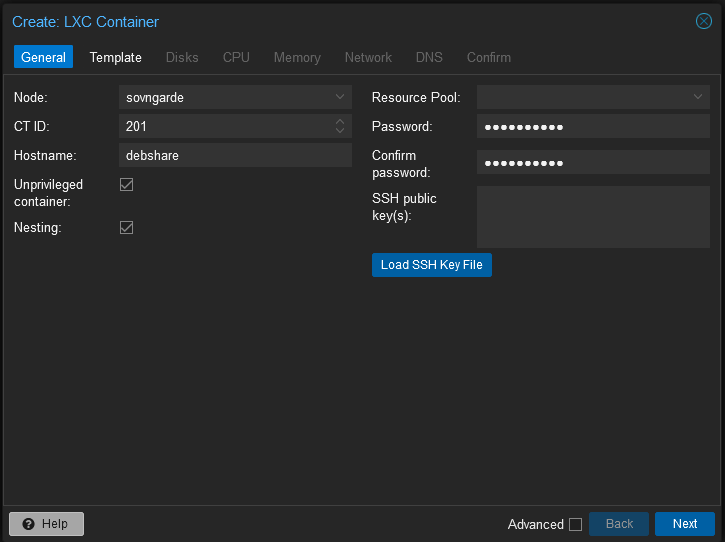 Create: LXC Container
General Template Disks CPU Memory Network DNS Confirm
Node: sovngarde
CT ID: 201
Hostname: debshare
Unprivileged
container:
Nesting:
Resource Pool:
Password: ●●●●●●●●●●
Confirm
password: ●●●●●●●●●●
SSH public
key(s):
Load SSH Key File
Help
Advanced
Back
Next